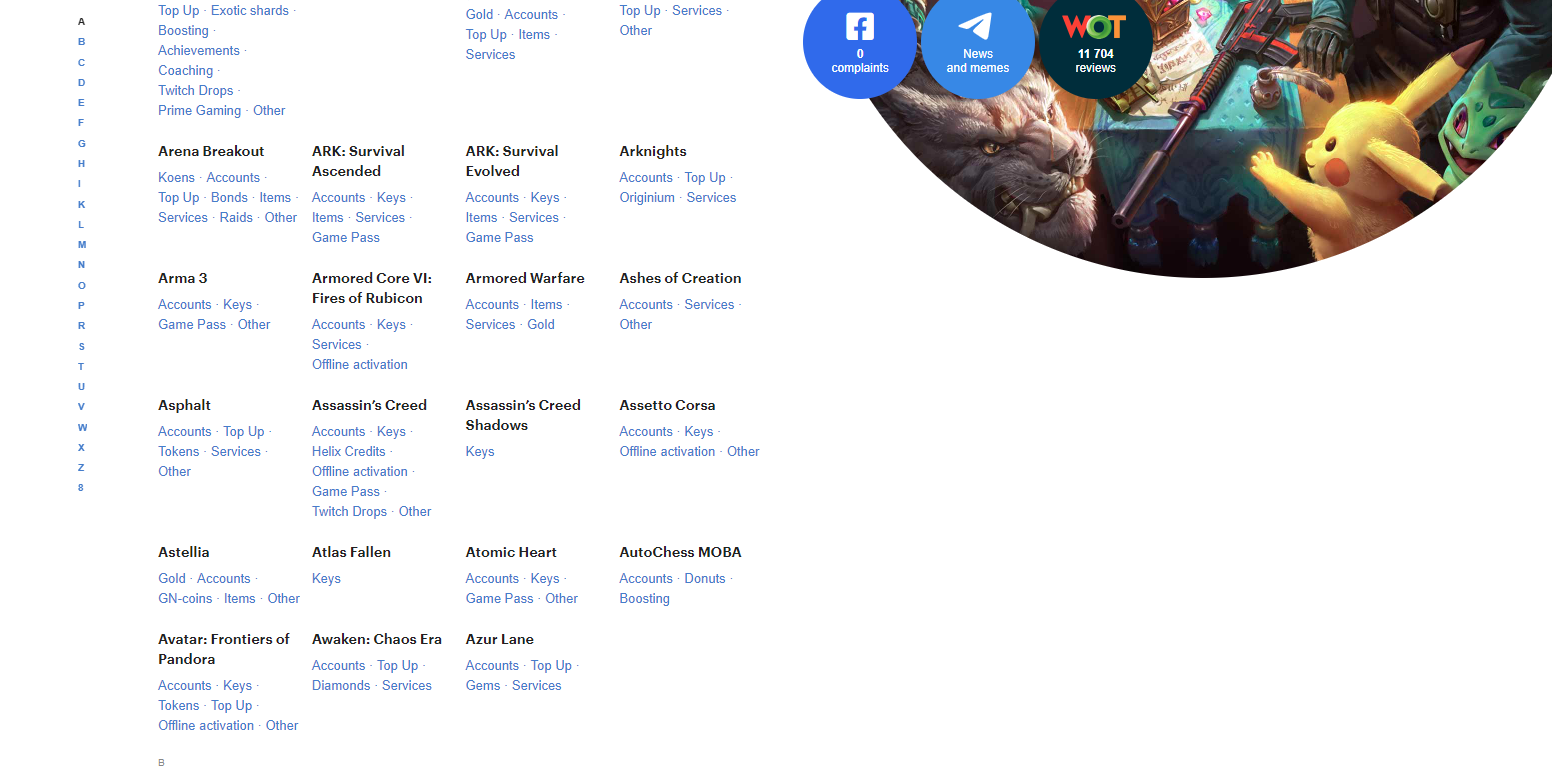 A
B
C
D
E
F
G
H
I
K
L
M
N
O
P
R
S
T
U
V
W
X
Z
8
Top Up · Exotic shards ·
Boosting ·
Achievements ·
Coaching ·
Twitch Drops ·
Prime Gaming · Other
Gold · Accounts ·
Top Up · Items ·
Services
Top Up · Services ·
Other
Arena Breakout
Koens · Accounts ·
Top Up · Bonds · Items ·
Services · Raids · Other
ARK: Survival
Ascended
Accounts · Keys ·
Items · Services ·
Game Pass
ARK: Survival
Evolved
Accounts · Keys ·
Items · Services ·
Game Pass
Arknights
Accounts · Top Up ·
Originium · Services
Arma 3
Accounts · Keys ·
Game Pass · Other
Armored Core VI:
Fires of Rubicon
Accounts · Keys ·
Services ·
Offline activation
Armored Warfare
Accounts · Items ·
Services · Gold
Ashes of Creation
Accounts · Services ·
Other
Asphalt
Accounts · Top Up ·
Tokens · Services ·
Other
Assassin’s Creed
Accounts · Keys ·
Helix Credits ·
Offline activation ·
Game Pass ·
Twitch Drops · Other
Assassin’s Creed
Shadows
Keys
Assetto Corsa
Accounts · Keys ·
Offline activation · Other
Astellia
Gold · Accounts ·
GN-coins · Items · Other
Atlas Fallen
Keys
Atomic Heart
Accounts · Keys ·
Game Pass · Other
AutoChess MOBA
Accounts · Donuts ·
Boosting
Avatar: Frontiers of
Pandora
Accounts · Keys ·
Tokens · Top Up ·
Offline activation · Other
Awaken: Chaos Era
Accounts · Top Up ·
Diamonds · Services
Azur Lane
Accounts · Top Up ·
Gems · Services
B
0
complaints
News
and memes
WOT
11 704
reviews